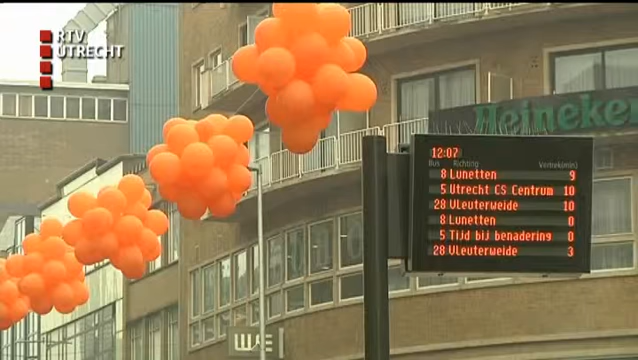 RTV
UTRECHT
Heineken
12:07
Bus Richting Vertrek(min)
8 Lunetten 9
5 Utrecht CS Centrum 10
28 Vleuterweide 10
8 Lunetten 0
5 Tijd bij benadering 0
28 Vleuterweide 3